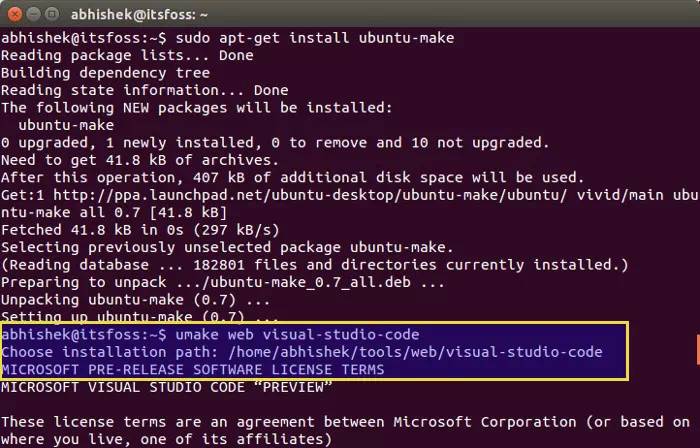 abhishek@itsfoss: ~
abhishek@itsfoss:~$ sudo apt-get install ubuntu-make
Reading package lists... Done
Building dependency tree
Reading state information... Done
The following NEW packages will be installed:
  ubuntu-make
0 upgraded, 1 newly installed, 0 to remove and 10 not upgraded.
Need to get 41.8 kB of archives.
After this operation, 407 kB of additional disk space will be used.
Get:1 http://ppa.launchpad.net/ubuntu-desktop/ubuntu-make/ubuntu/ vivid/main ubu
ntu-make all 0.7 [41.8 kB]
Fetched 41.8 kB in 0s (297 kB/s)
Selecting previously unselected package ubuntu-make.
(Reading database ... 182801 files and directories currently installed.)
Preparing to unpack .../ubuntu-make_0.7_all.deb ...
Unpacking ubuntu-make (0.7) ...
Setting up ubuntu-make (0.7) ...
abhishek@itsfoss:~$ umake web visual-studio-code
Choose installation path: /home/abhishek/tools/web/visual-studio-code
MICROSOFT PRE-RELEASE SOFTWARE LICENSE TERMS
MICROSOFT VISUAL STUDIO CODE “PREVIEW”
These license terms are an agreement between Microsoft Corporation (or based on
where you live, one of its affiliates)